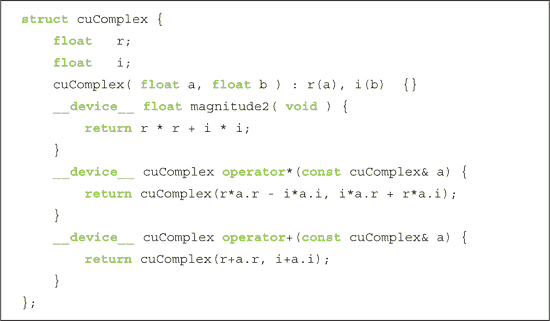 struct cuComplex {
    float   r;
    float   i;
    cuComplex( float a, float b ) : r(a), i(b)  {}
    __device__ float magnitude2( void ) {
        return r * r + i * i;
    }
    __device__ cuComplex operator*(const cuComplex& a) {
        return cuComplex(r*a.r - i*a.i, i*a.r + r*a.i);
    }
    __device__ cuComplex operator+(const cuComplex& a) {
        return cuComplex(r+a.r, i+a.i);
    }
};